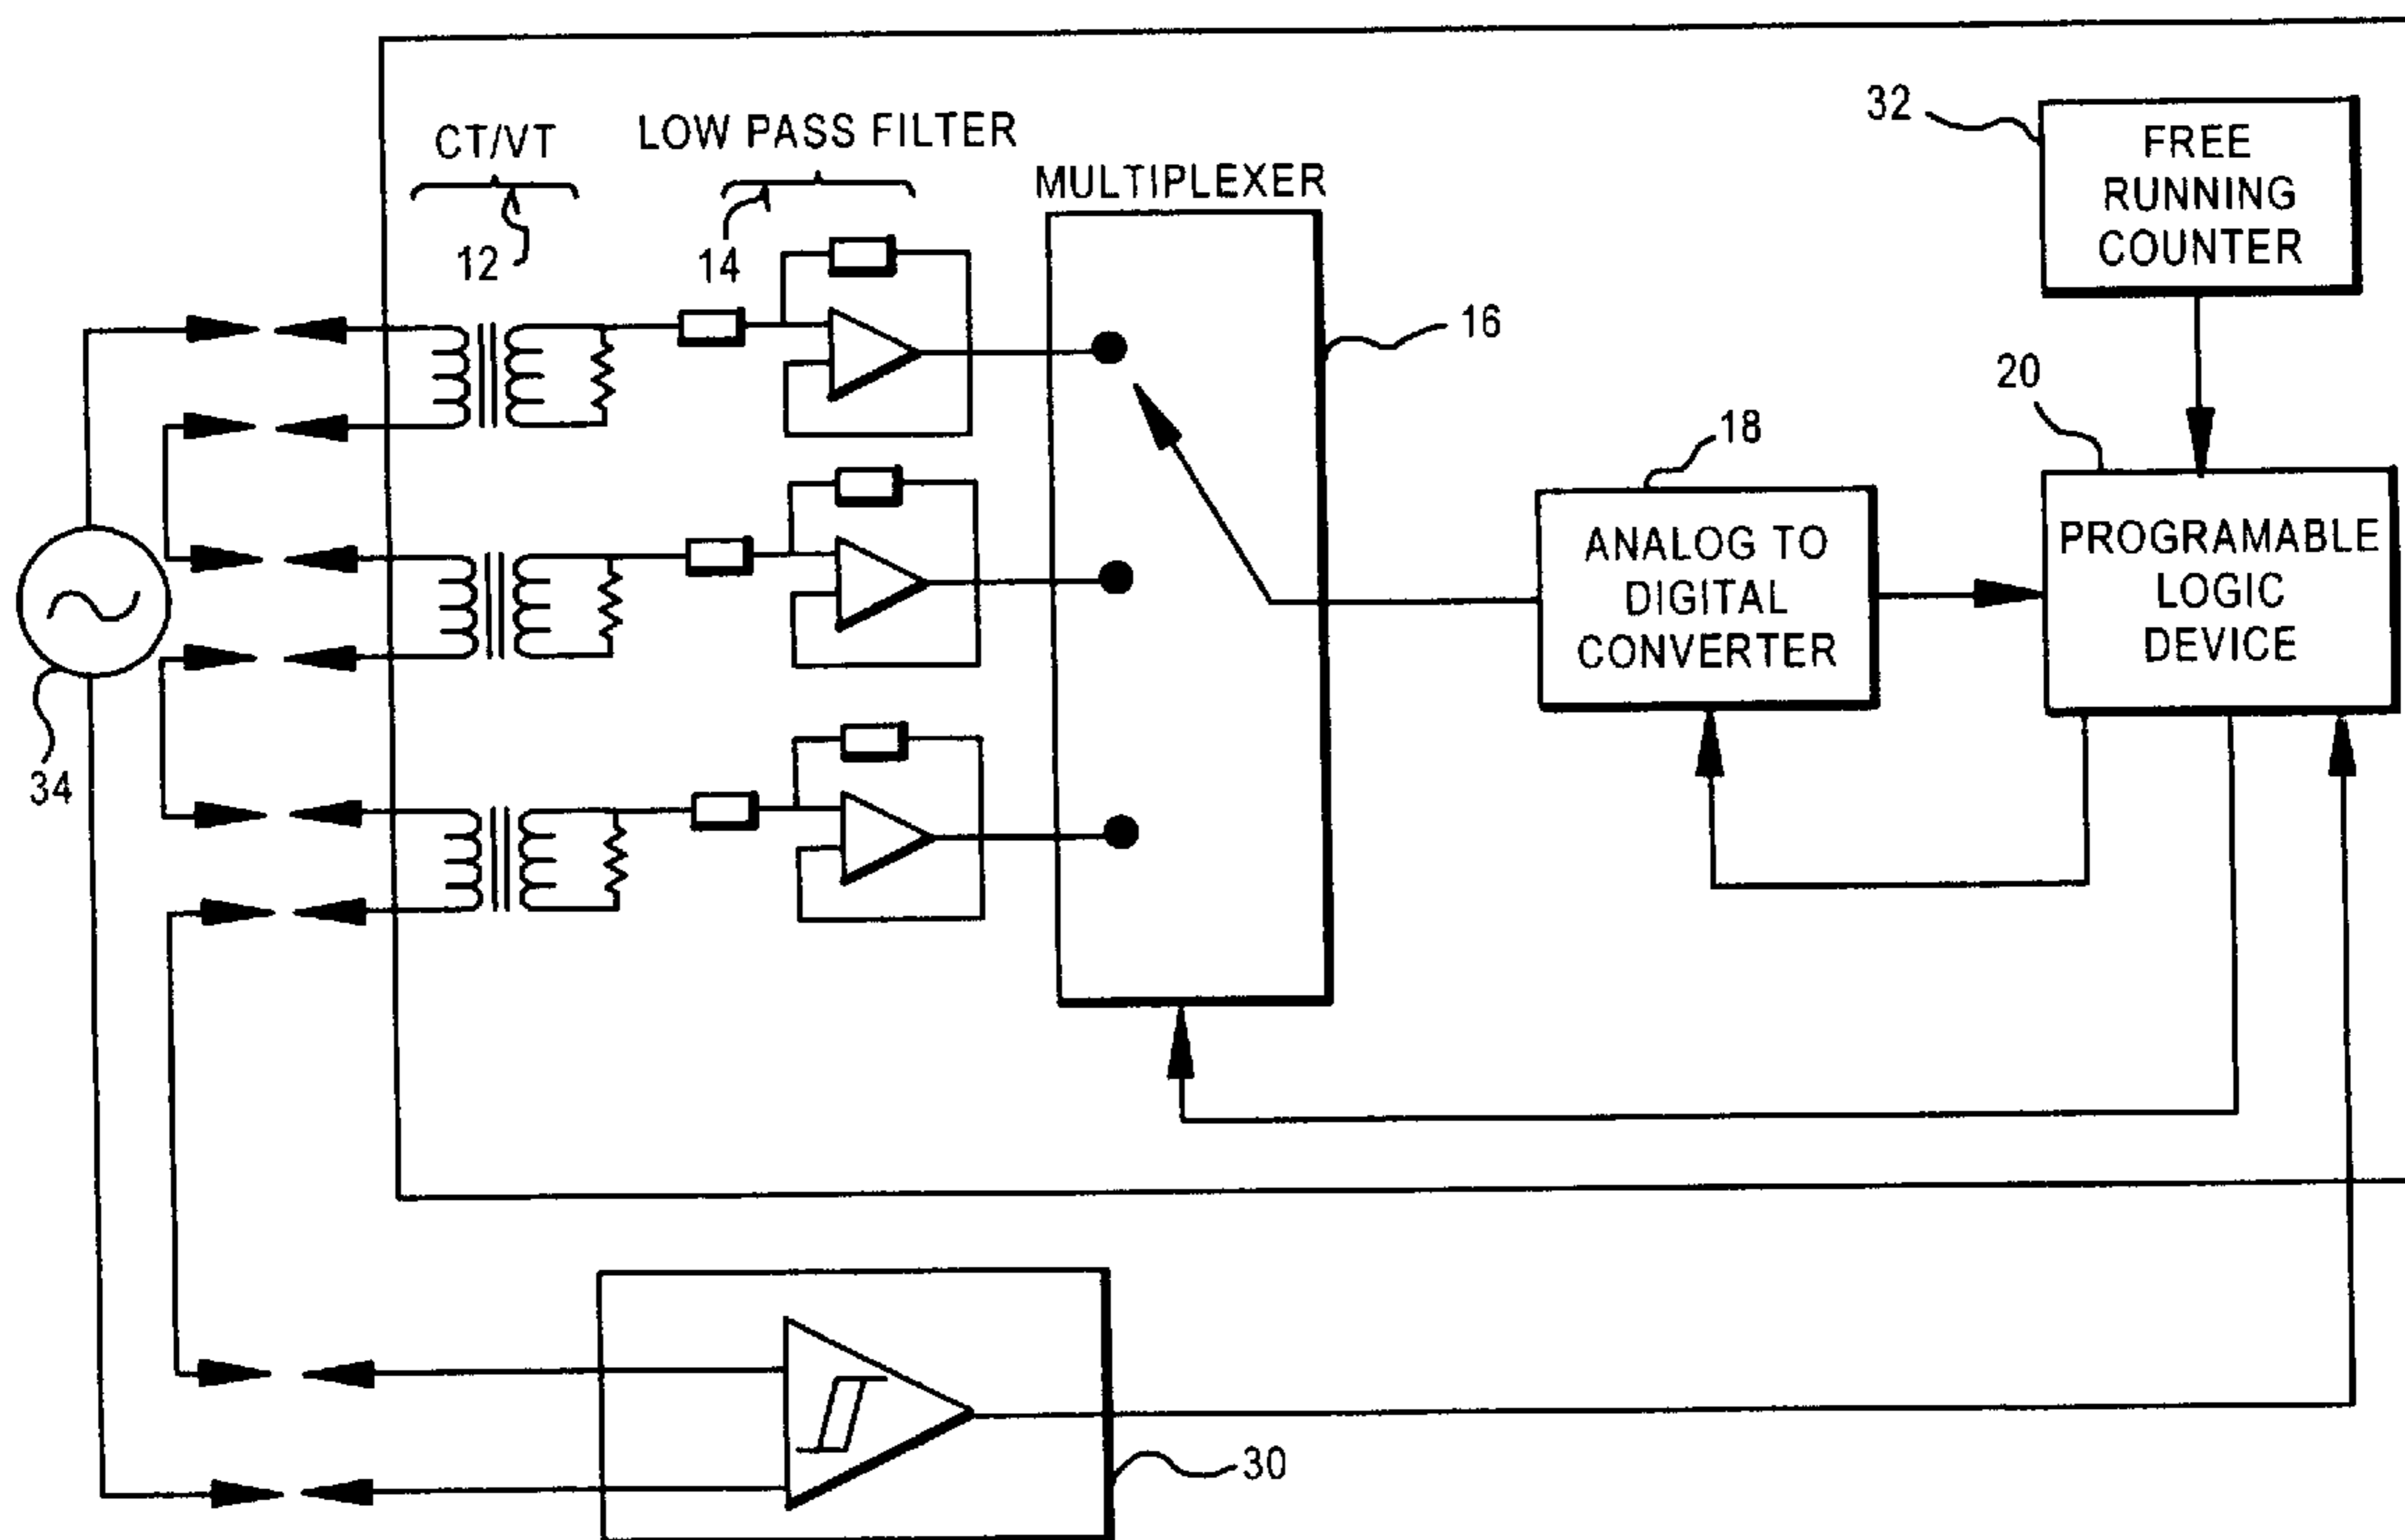 CT/VT
12
LOW PASS FILTER
14
MULTIPLEXER
16
32
FREE
RUNNING
COUNTER
20
18
ANALOG TO
DIGITAL
CONVERTER
PROGRAMABLE
LOGIC
DEVICE
34
30